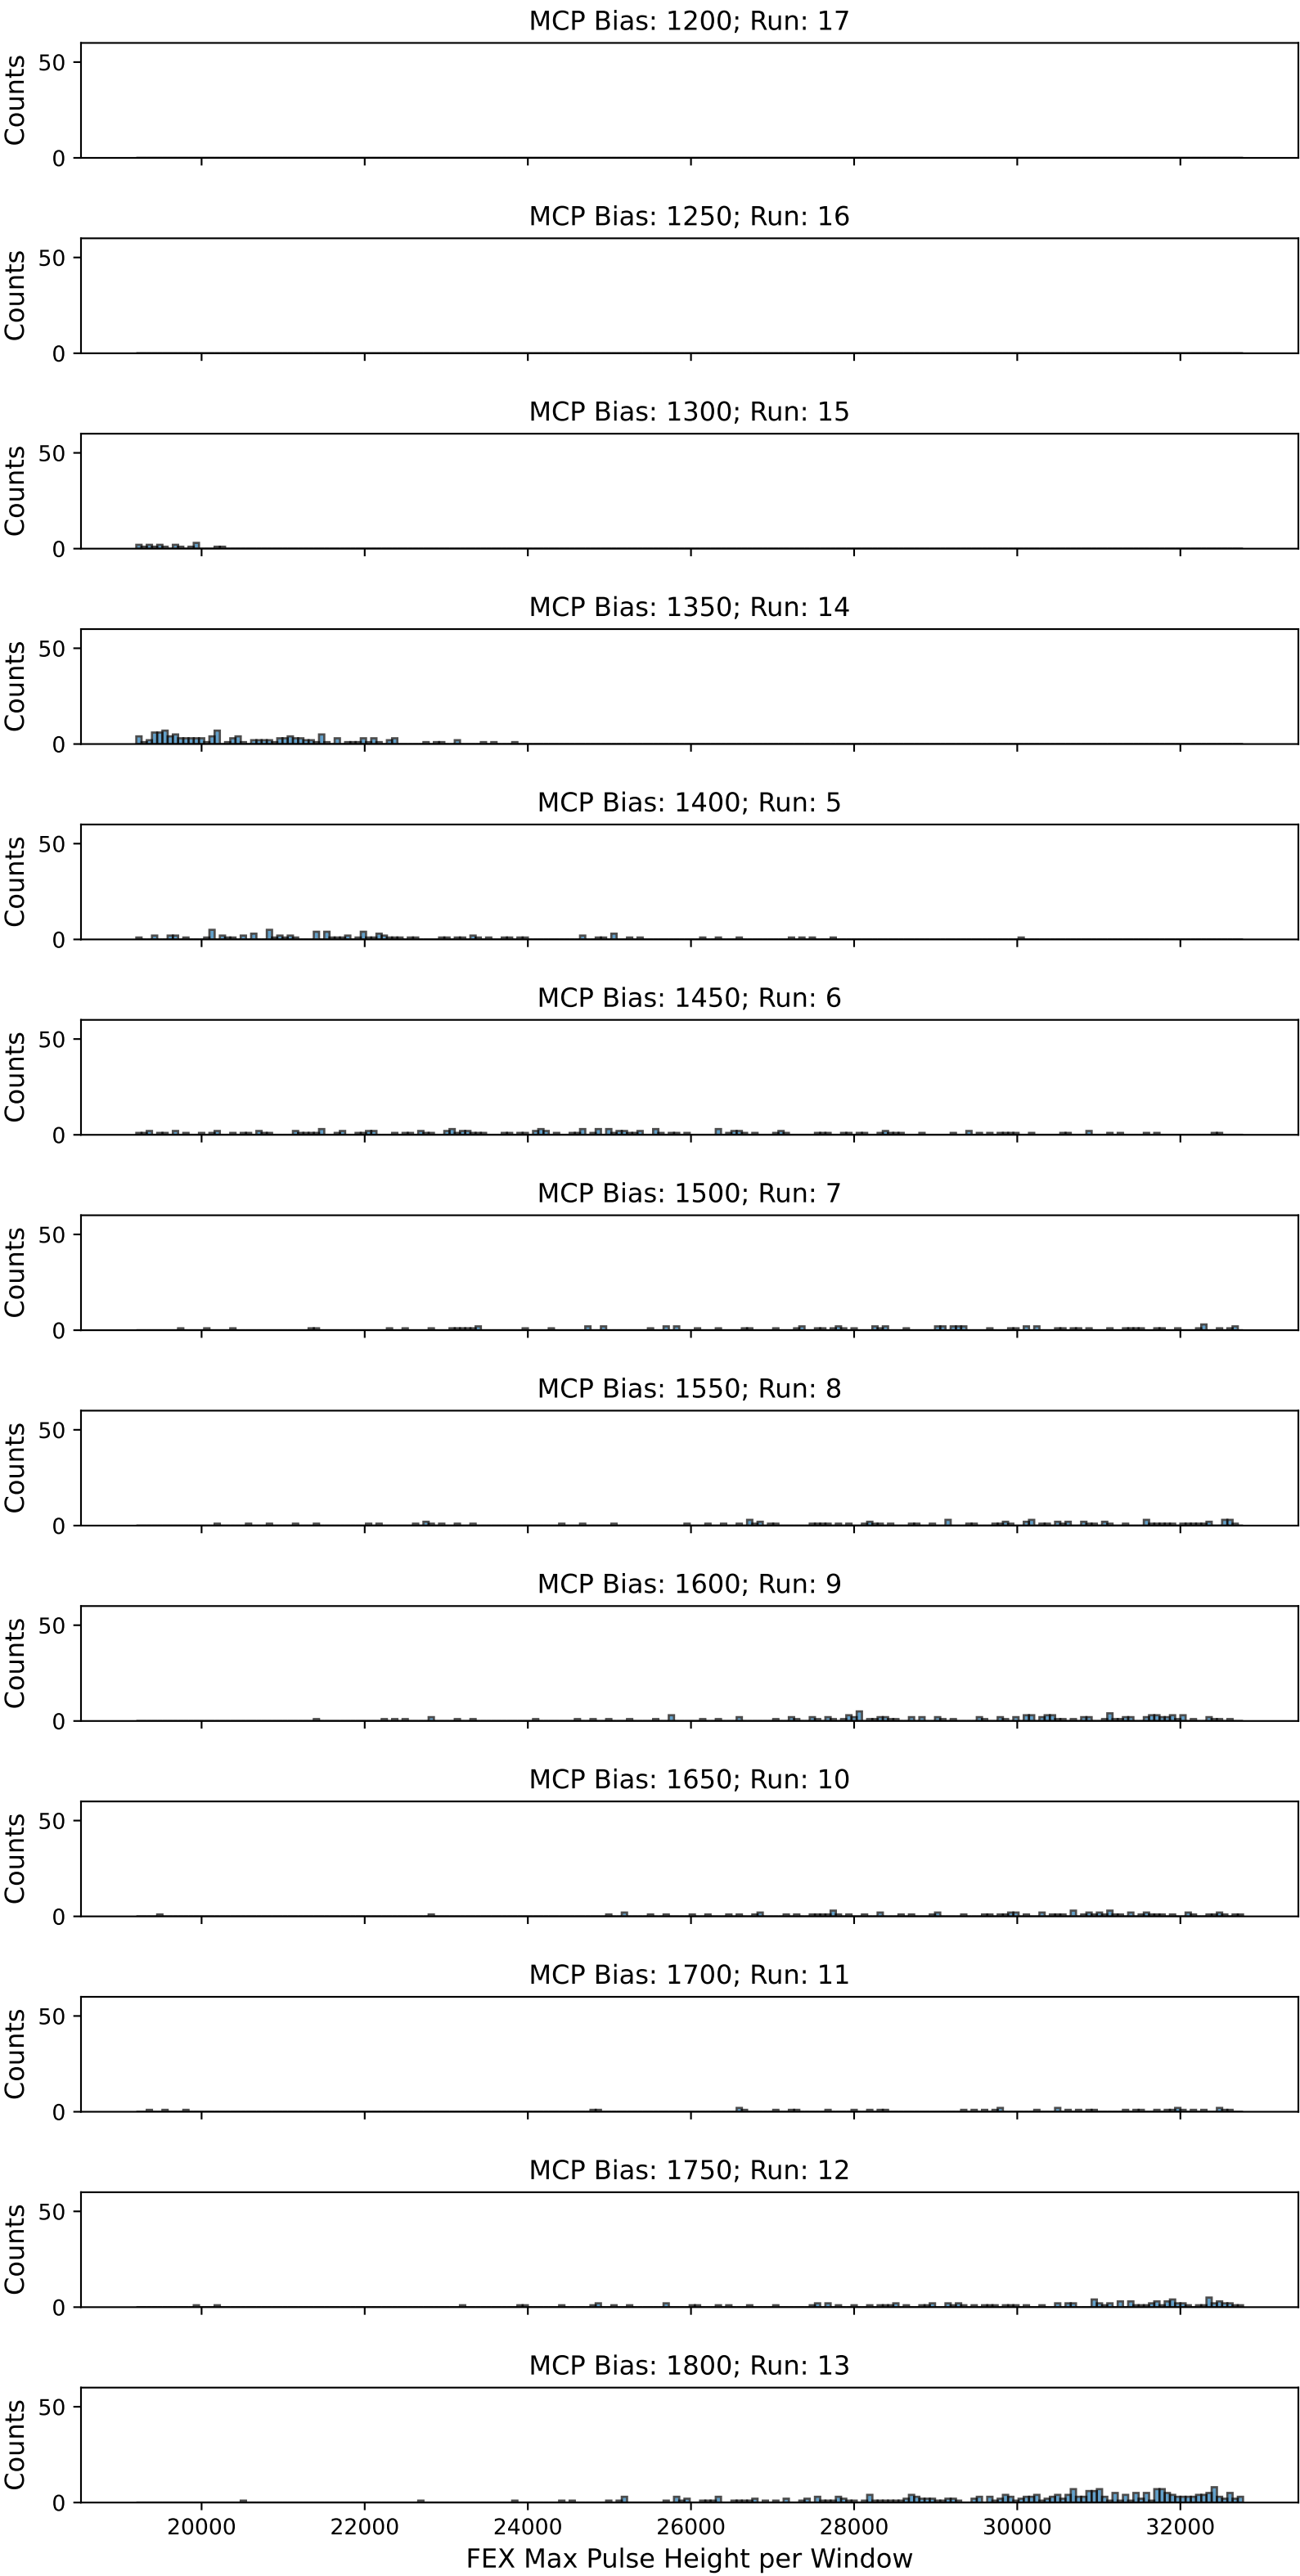 MCP Bias: 1200; Run: 17
50
Counts
0
MCP Bias: 1250; Run: 16
50
Counts
0
MCP Bias: 1300; Run: 15
50
Counts
0
MCP Bias: 1350; Run: 14
50
Counts
0
MCP Bias: 1400; Run: 5
50
Counts
0
MCP Bias: 1450; Run: 6
50
Counts
0
MCP Bias: 1500; Run: 7
50
Counts
0
MCP Bias: 1550; Run: 8
50
Counts
0
MCP Bias: 1600; Run: 9
50
Counts
0
MCP Bias: 1650; Run: 10
50
Counts
0
MCP Bias: 1700; Run: 11
50
Counts
0
MCP Bias: 1750; Run: 12
50
Counts
0
MCP Bias: 1800; Run: 13
50
Counts
0
20000 22000 24000 26000 28000 30000 32000
FEX Max Pulse Height per Window